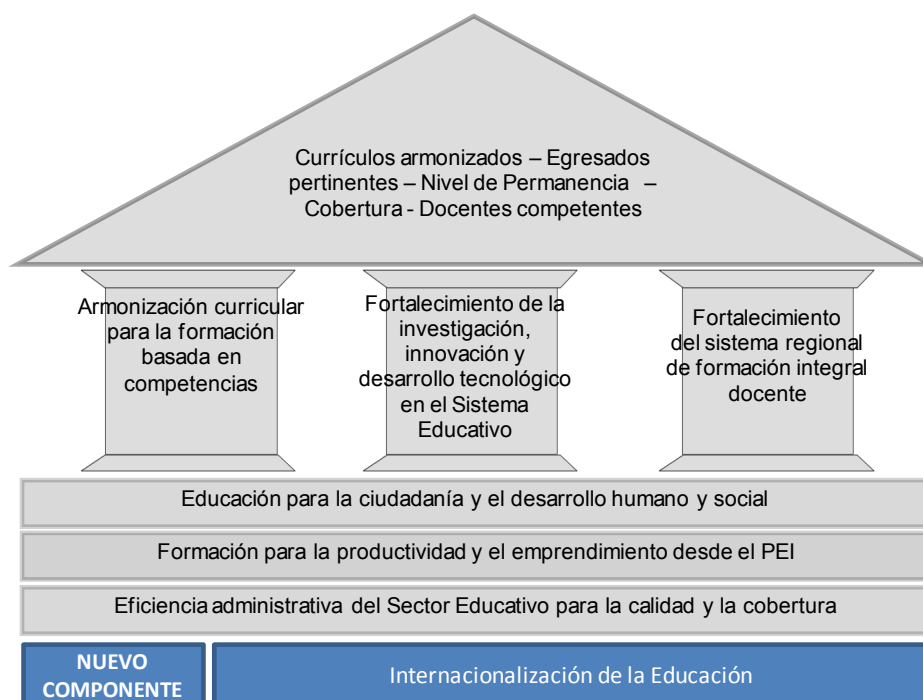 Currículos armonizados – Egresados
pertinentes – Nivel de Permanencia –
Cobertura - Docentes competentes
Armonización curricular
para la formación
basada en
competencias
Fortalecimiento de la
investigación,
innovación y
desarrollo tecnológico
en el Sistema
Educativo
Fortalecimiento
del sistema regional
de formación integral
docente
Educación para la ciudadanía y el desarrollo humano y social
Formación para la productividad y el emprendimiento desde el PEI
Eficiencia administrativa del Sector Educativo para la calidad y la cobertura
NUEVO
COMPONENTE
Internacionalización de la Educación